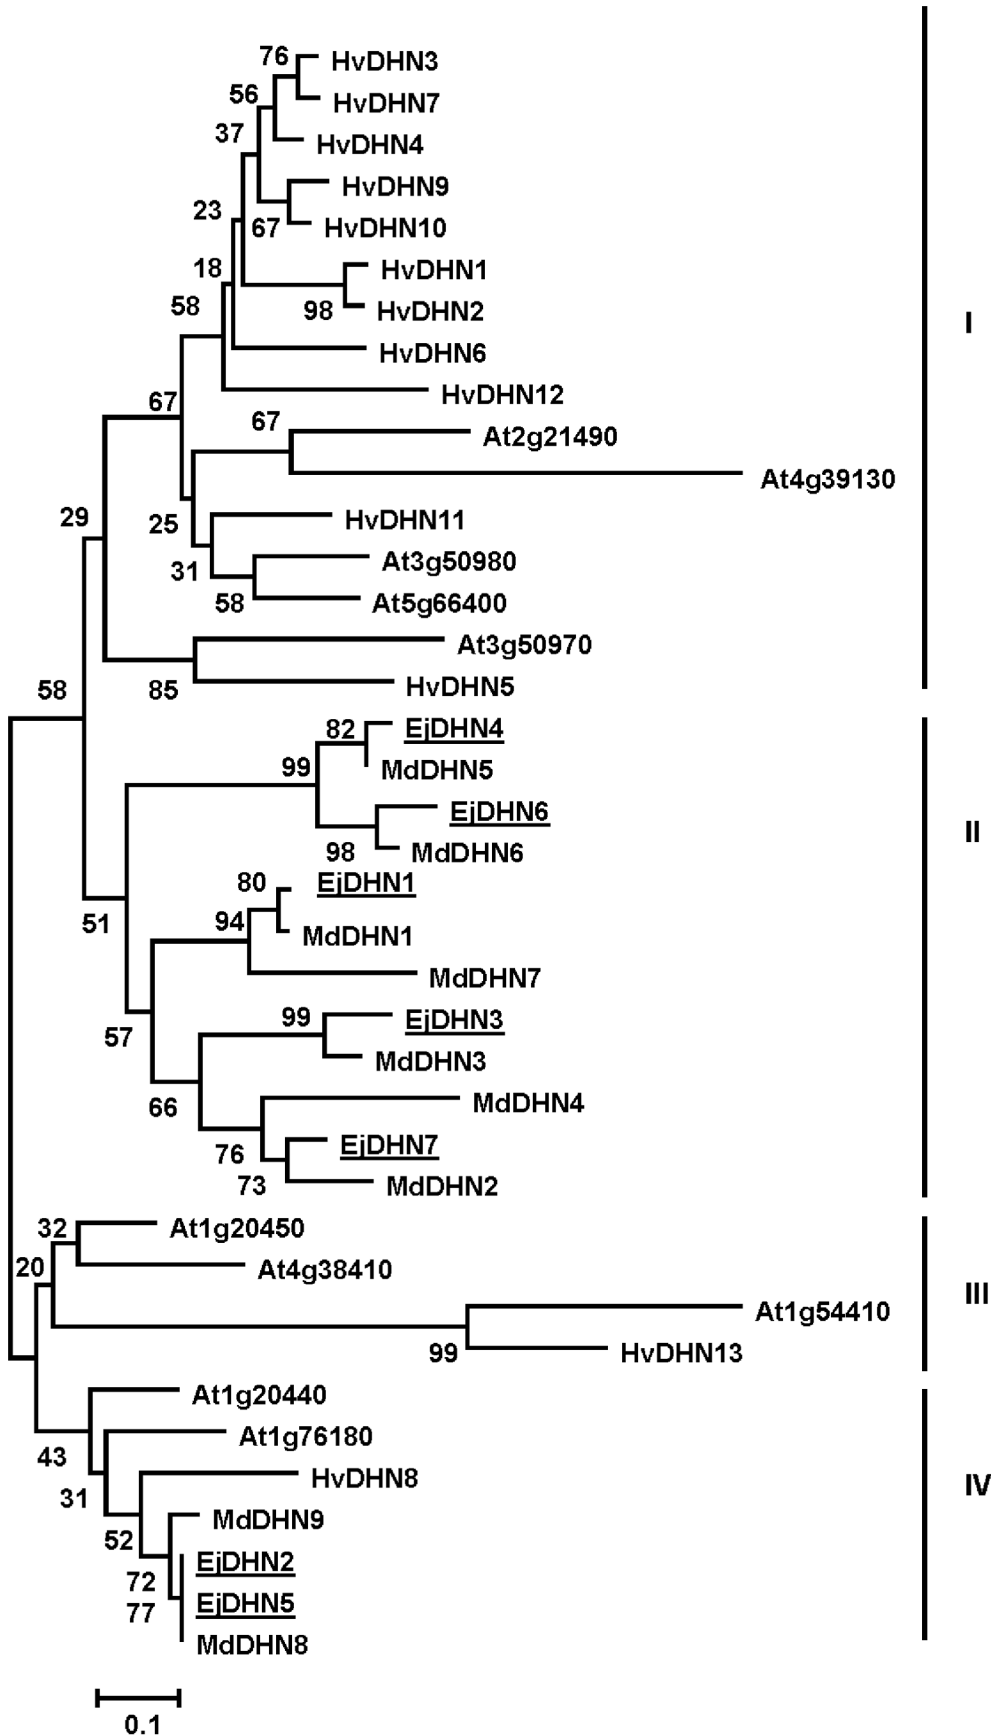 76 HvDHN3
HvDHN7
56
37
HvDHN4
HvDHN9
23
67
HvDHN10
18
HvDHN1
58
98
HvDHN2
I
HvDHN6
HvDHN12
67
67
At2g21490
At4g39130
29
25
HvDHN11
31
At3g50980
58
At5g66400
At3g50970
58
85
HvDHN5
82
EjDHN4
99
MdDHN5
EjDHN6
II
98
MdDHN6
80
EjDHN1
51
94
MdDHN1
MdDHN7
99
EjDHN3
57
MdDHN3
66
MdDHN4
76
EjDHN7
73
MdDHN2
32
At1g20450
20
At4g38410
III
At1g54410
99
HvDHN13
At1g20440
43
At1g76180
HvDHN8
IV
31
MdDHN9
52
EjDHN2
72
EjDHN5
77
MdDHN8
0.1